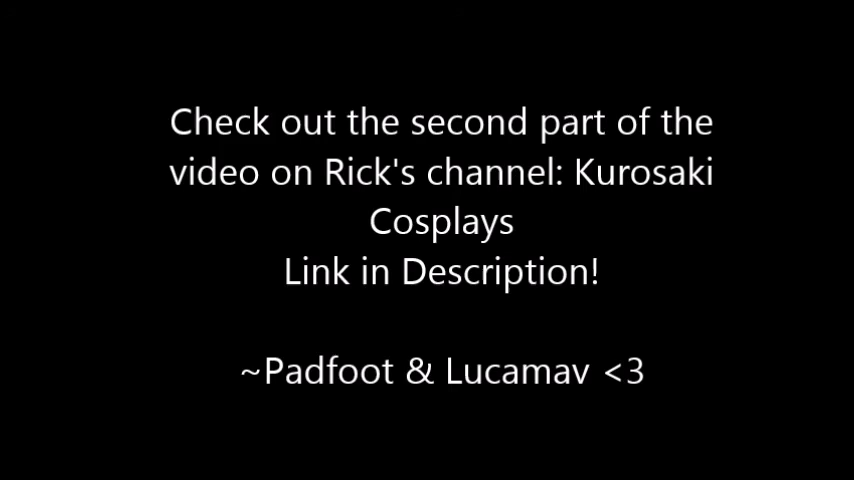 Check out the second part of the
video on Rick's channel: Kurosaki
Cosplays
Link in Description!
~Padfoot & Lucamav <3